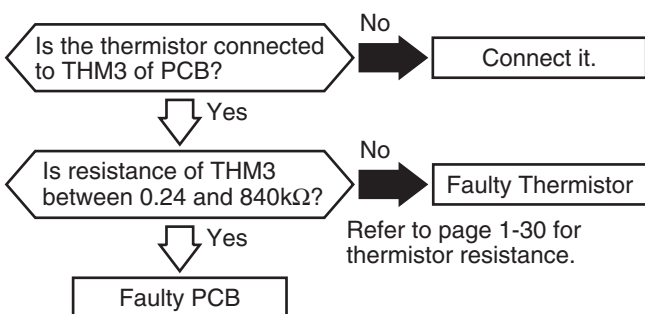 Is the thermistor connected
to THM3 of PCB?
No
Connect it.
Yes
Is resistance of THM3
between 0.24 and 840kΩ?
No
Faulty Thermistor
Refer to page 1-30 for
thermistor resistance.
Yes
Faulty PCB